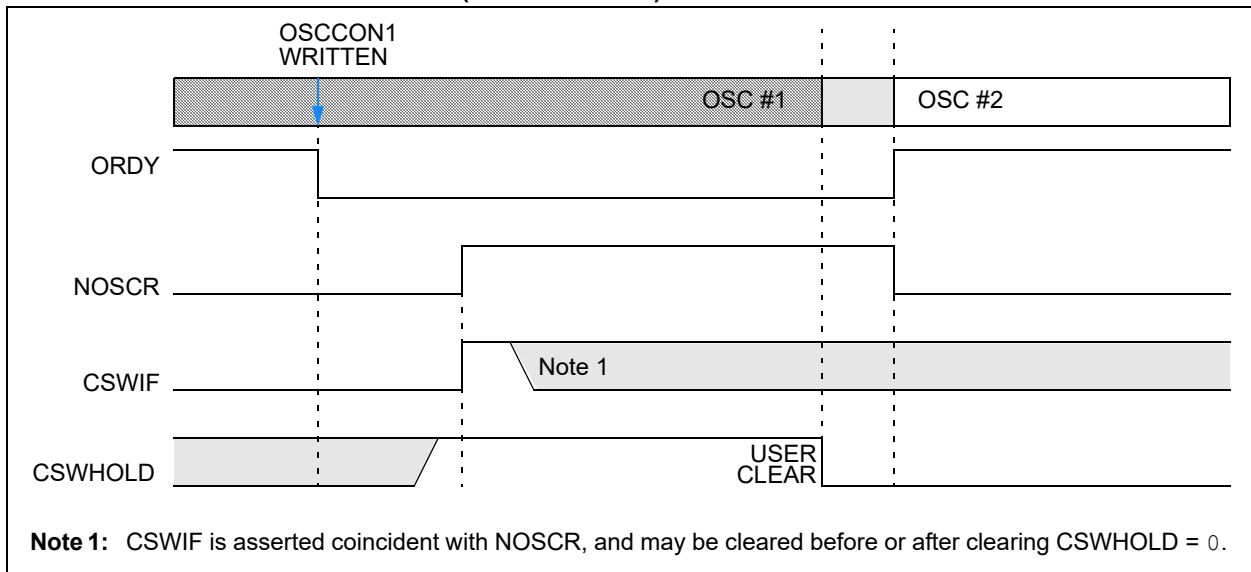 OSCCON1
WRITTEN
OSC #1
OSC #2
ORDY
NOSCR
CSWIF
Note 1
CSWHOLD
USER
CLEAR
Note 1: CSWIF is asserted coincident with NOSCR, and may be cleared before or after clearing CSWHOLD = 0.